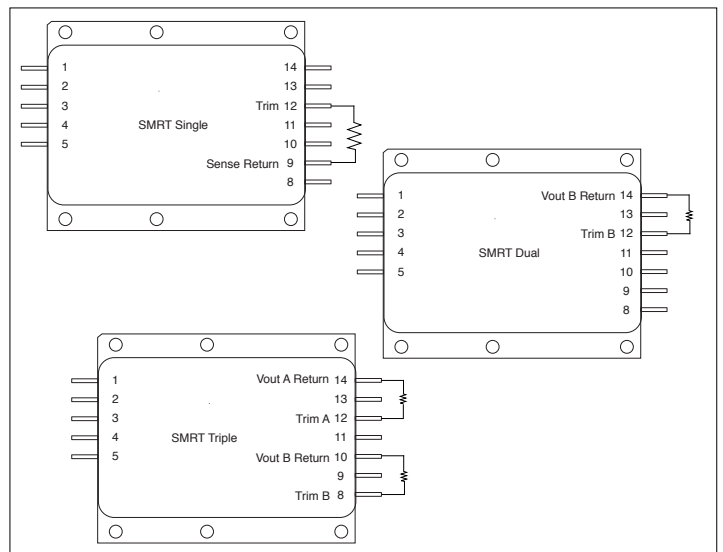 1 14
2 13
3 Trim 12
4 SMRT Single 11
5 10
Sense Return 9
8
1 Vout B Return 14
2 13
3 Trim B 12
4 SMRT Dual 11
5 10
9
8
1 Vout A Return 14
2 13
3 Trim A 12
4 SMRT Triple 11
5 Vout B Return 10
9
Trim B 8